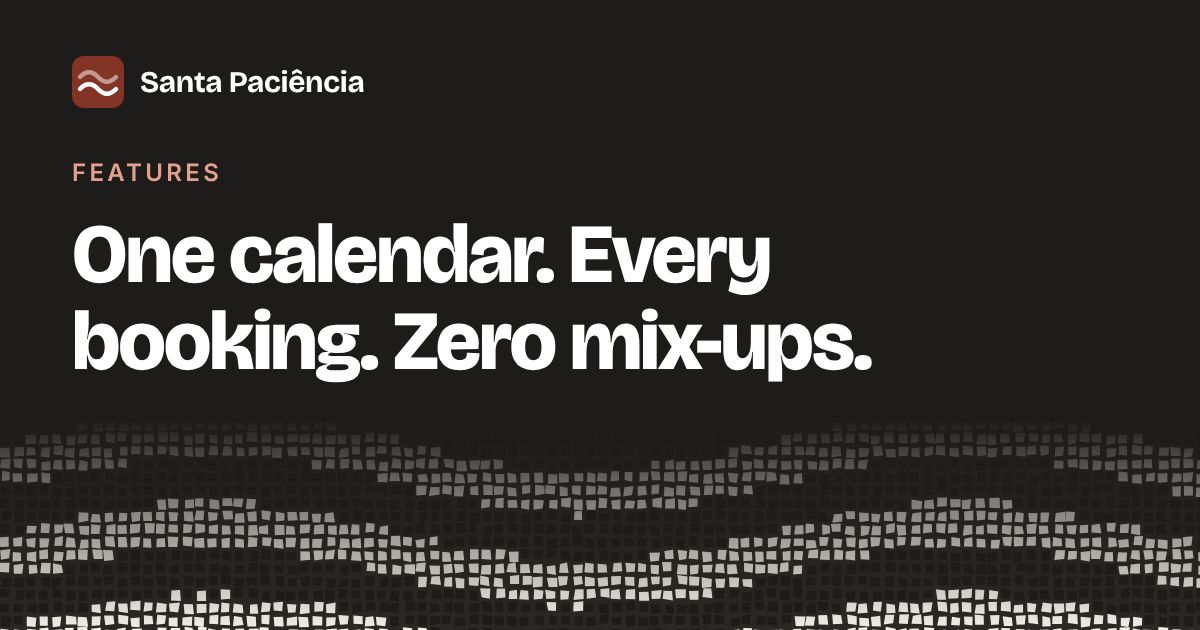 Santa Paciência
FEATURES
One calendar. Every
booking. Zero mix-ups.